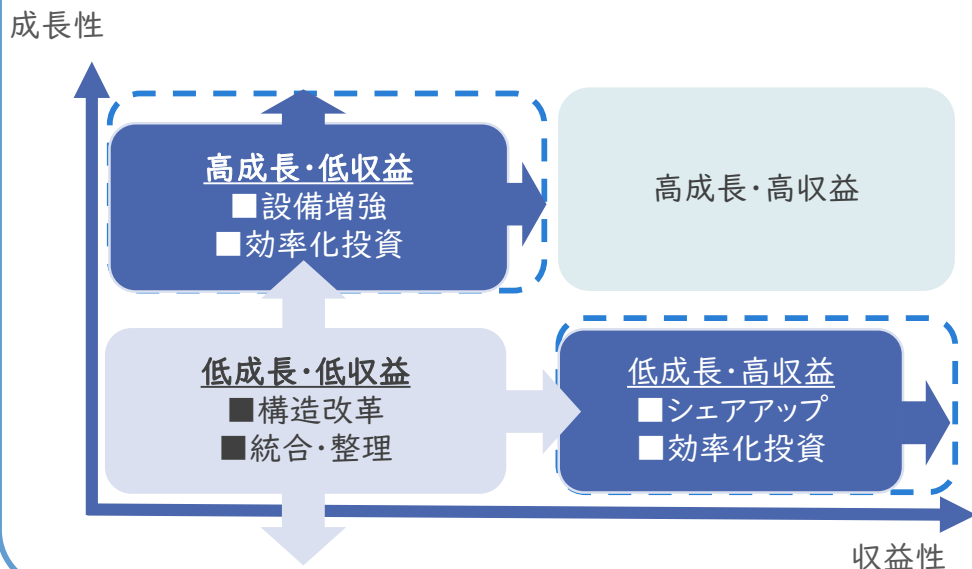 成長性
高成長・低収益
■設備増強
■効率化投資
高成長・高収益
低成長・低収益
■構造改革
■統合・整理
低成長・高収益
■シェアアップ
■効率化投資
収益性